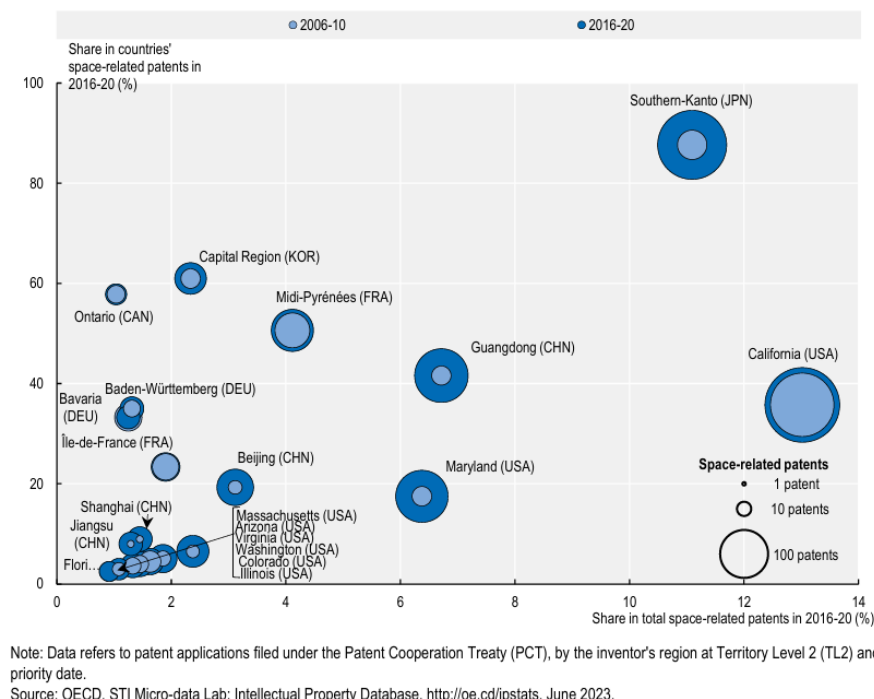 2006-10
2016-20
Share in countries'
space-related patents in
2016-20 (%)
100
80
60
40
20
0
Southern-Kanto (JPN)
Capital Region (KOR)
Midi-Pyrénées (FRA)
Ontario (CAN)
Guangdong (CHN)
California (USA)
Baden-Württemberg (DEU)
Bavaria
(DEU)
Île-de-France (FRA)
Beijing (CHN)
Maryland (USA)
Space-related patents
1 patent
10 patents
100 patents
Shanghai (CHN)
Jiangsu
(CHN)
Flori...
Massachusetts (USA)
Arizona (USA)
Virginia (USA)
Washington (USA)
Colorado (USA)
Illinois (USA)
0 2 4 6 8 10 12 14
Share in total space-related patents in 2016-20 (%)
Note: Data refers to patent applications filed under the Patent Cooperation Treaty (PCT), by the inventor's region at Territory Level 2 (TL2) and
priority date.
Source: OECD, STI Micro-data Lab: Intellectual Property Database, http://oe.cd/ipstats, June 2023.